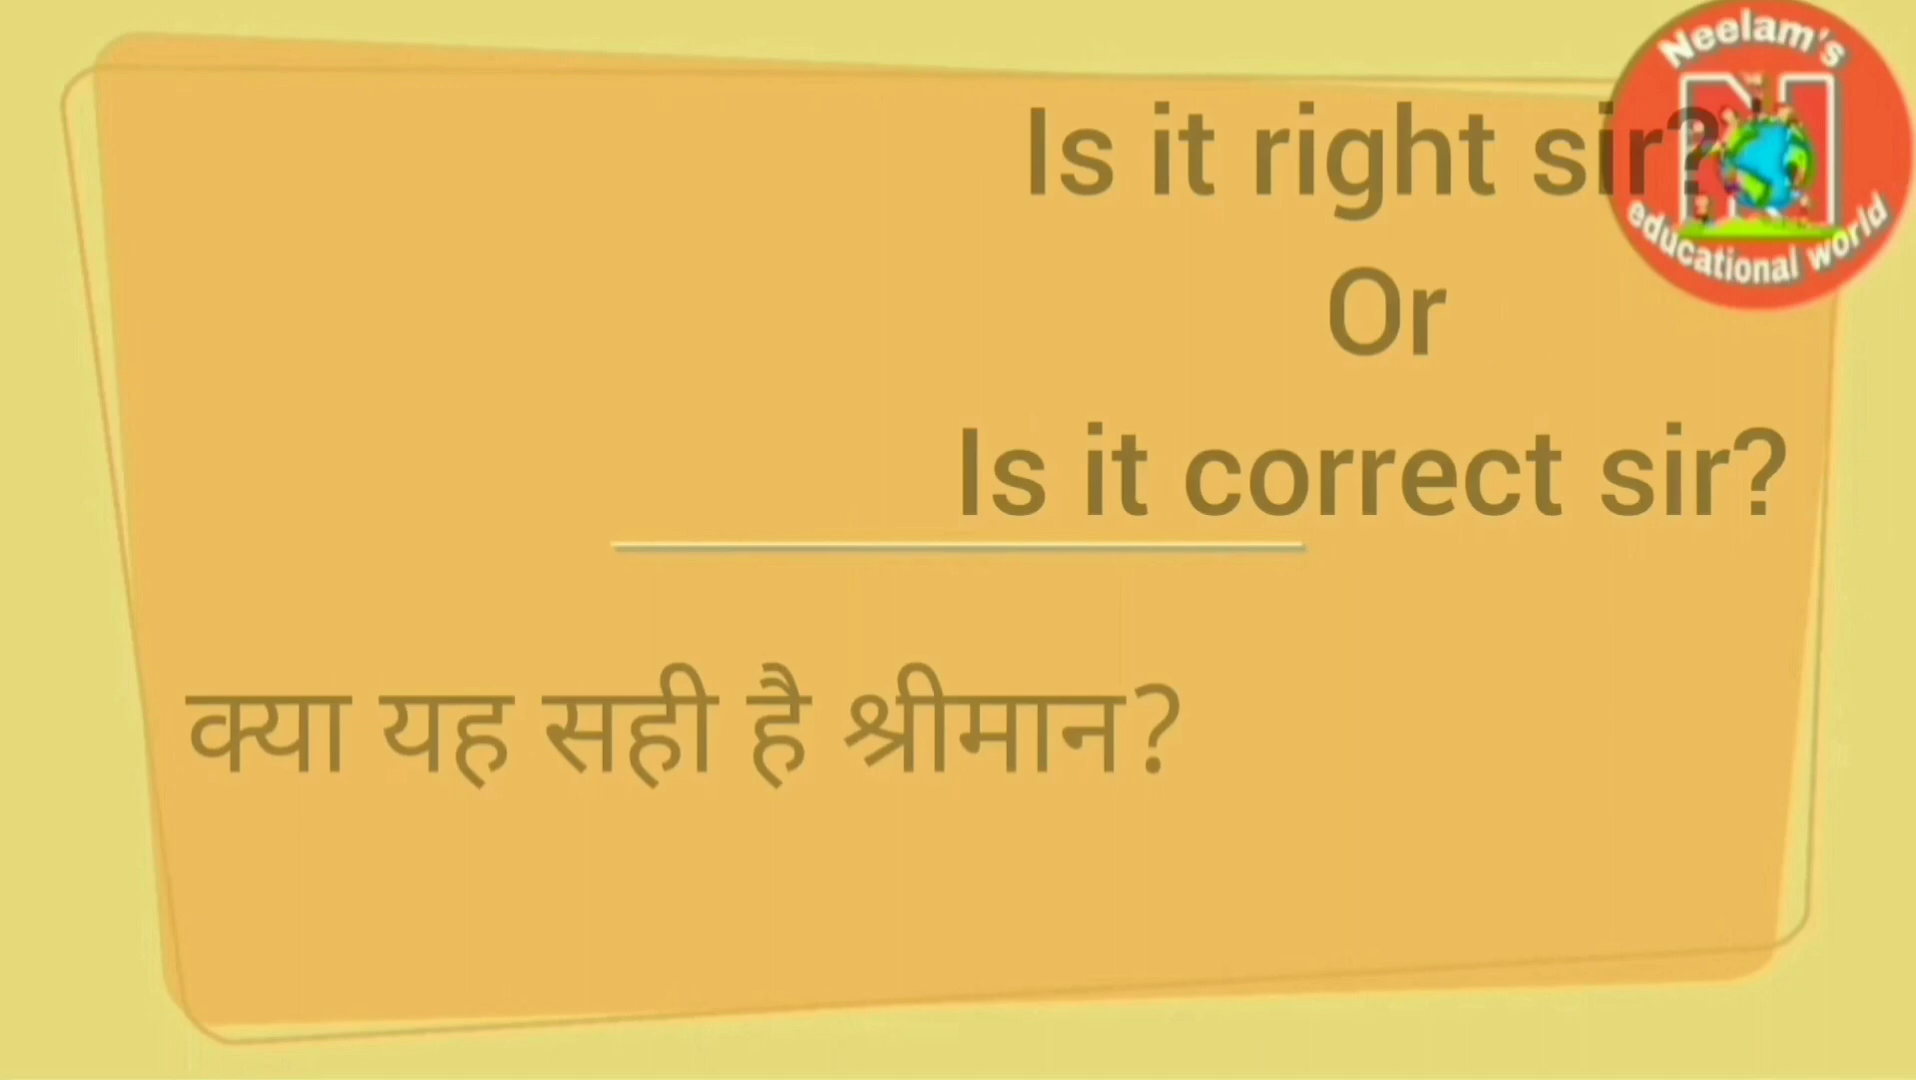 Neelam's
N
educational world
Is it right sir?
Or
Is it correct sir?
क्या यह सही है श्रीमान?